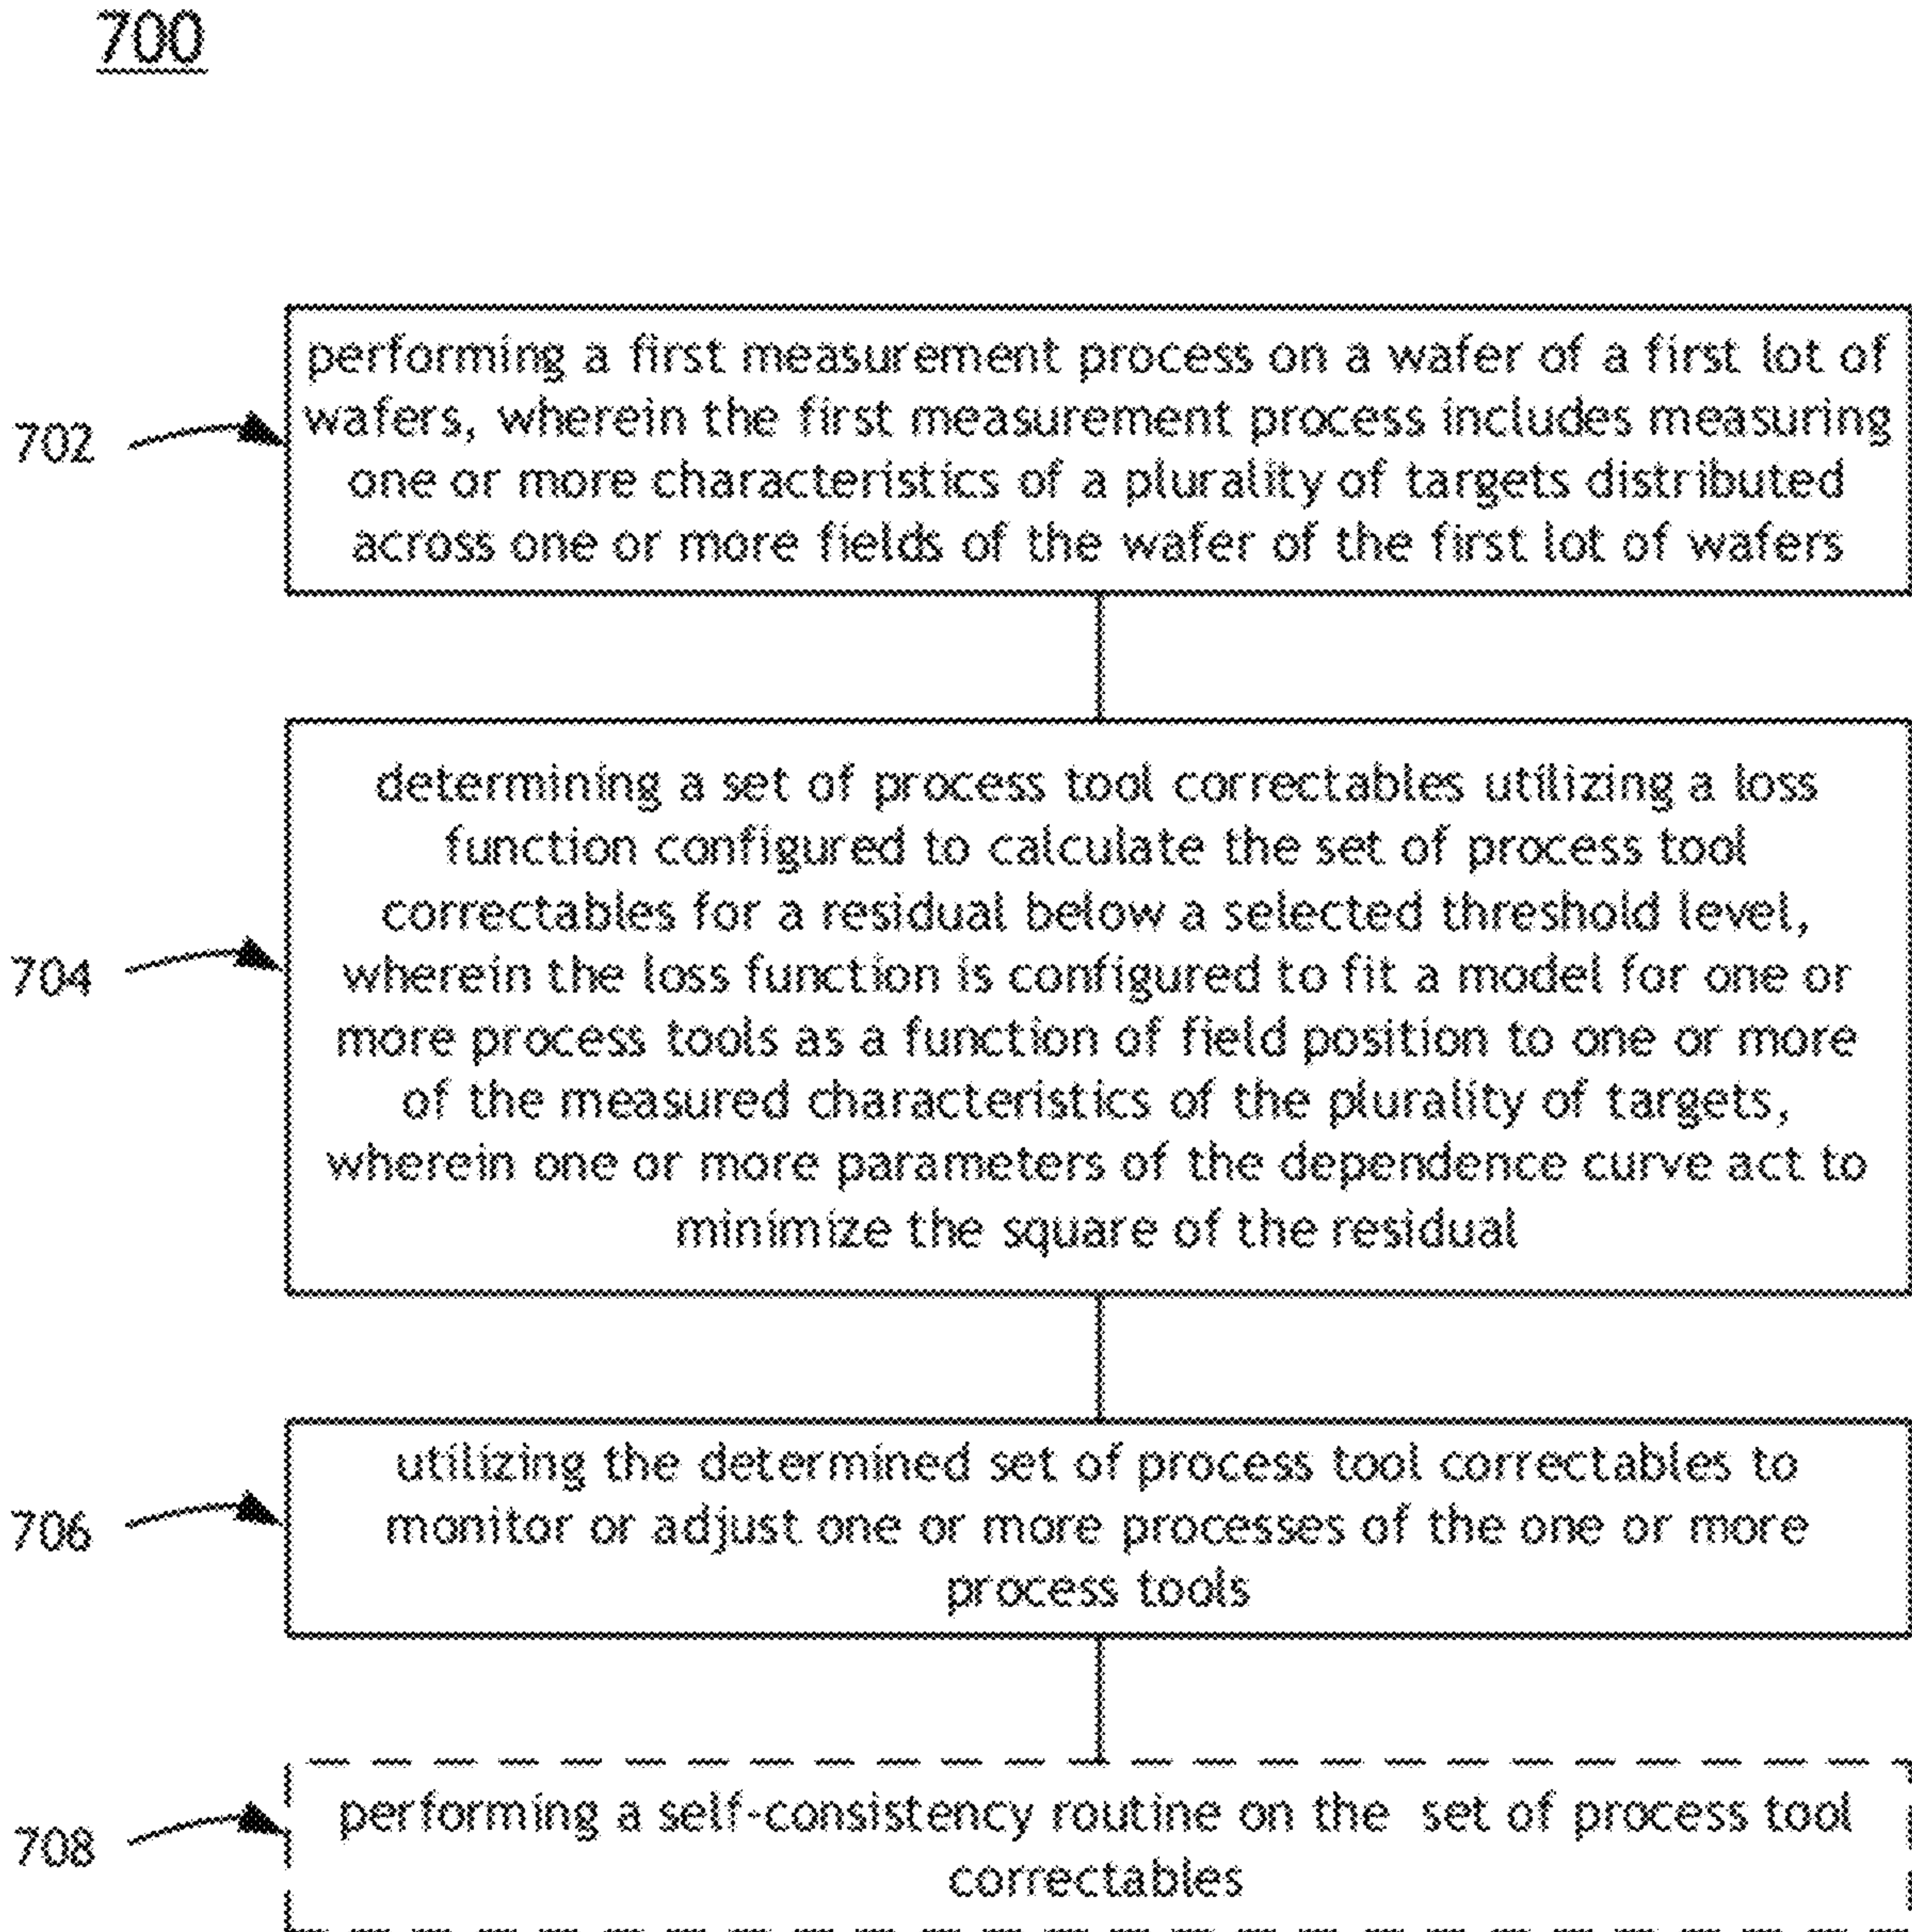 700
performing a first measurement process on a wafer of a first lot of
wafers, wherein the first measurement process includes measuring
one or more characteristics of a plurality of targets distributed
across one or more fields of the wafer of the first lot of wafers
702
determining a set of process tool correctables utilizing a loss
function configured to calculate the set of process tool
correctables for a residual below a selected threshold level,
wherein the loss function is configured to fit a model for one or
more process tools as a function of field position to one or more
of the measured characteristics of the plurality of targets,
wherein one or more parameters of the dependence curve act to
minimize the square of the residual
704
utilizing the determined set of process tool correctables to
monitor or adjust one or more processes of the one or more
process tools
706
performing a self-consistency routine on the set of process tool
correctables
708